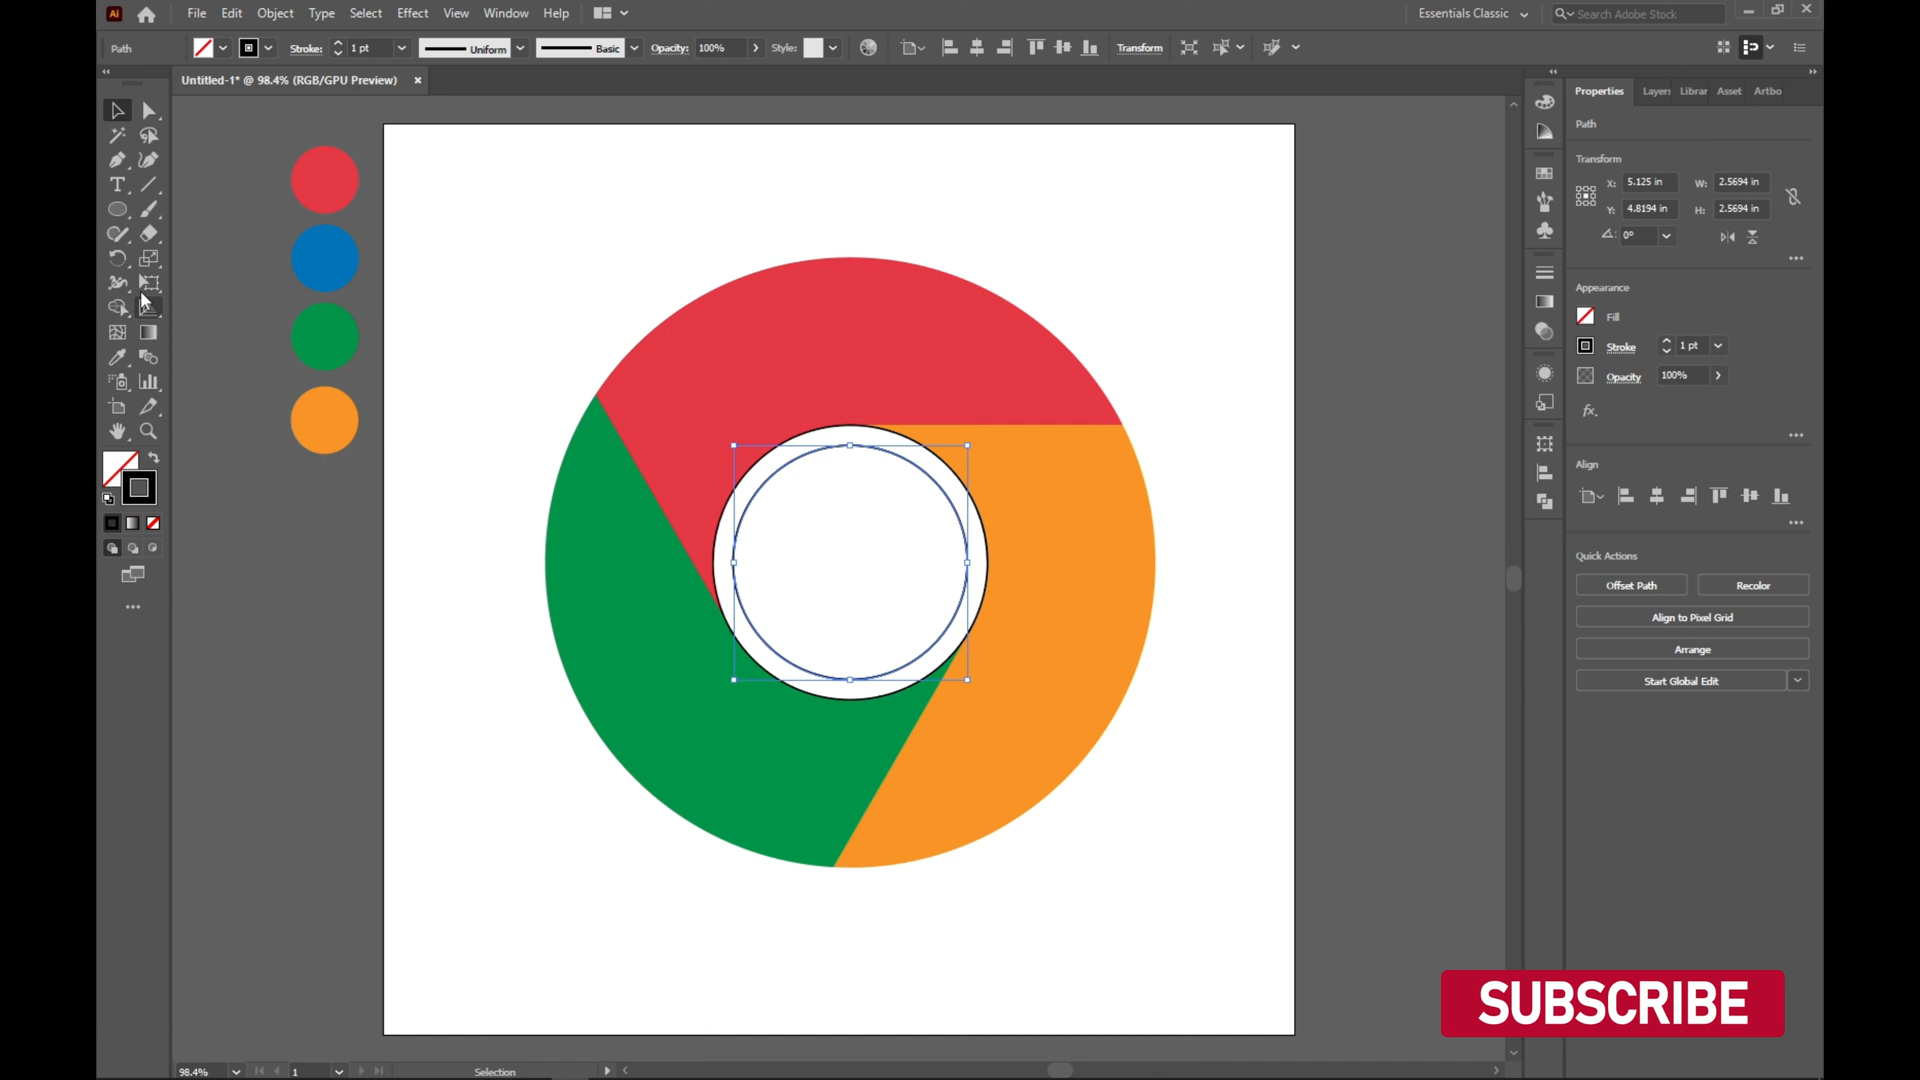 Ai File Edit Object Type Select Effect View Window Help Essentials Classic Search Adobe Stock
Path Stroke: 1 pt Uniform Basic Opacity: 100% Style: Transform
Untitled-1* @ 98.4% (RGB/GPU Preview)
Properties Layers Librar Asset Artbo
Path
Transform
X: 5.125 in W: 2.5694 in
Y: 4.8194 in H: 2.5694 in
0°
Appearance
Fill
Stroke 1 pt
Opacity 100%
fx.
Align
Quick Actions
Offset Path Recolor
Align to Pixel Grid
Arrange
Start Global Edit
SUBSCRIBE
98.4% 1 Selection